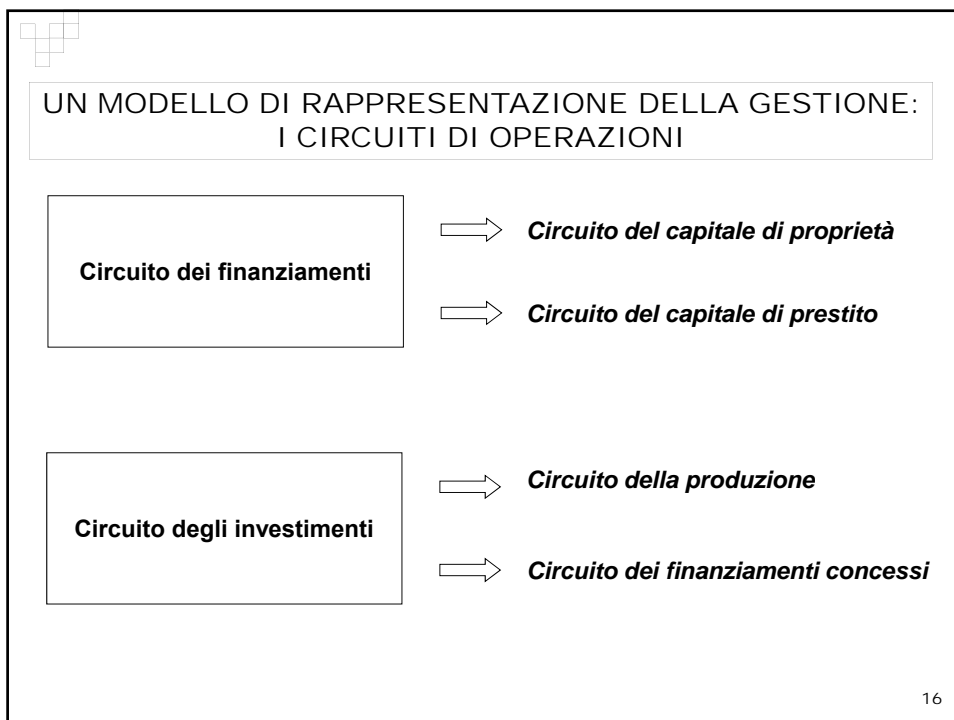 UN MODELLO DI RAPPRESENTAZIONE DELLA GESTIONE:
I CIRCUITI DI OPERAZIONI
Circuito dei finanziamenti
Circuito del capitale di proprietà
Circuito del capitale di prestito
Circuito degli investimenti
Circuito della produzione
Circuito dei finanziamenti concessi
16